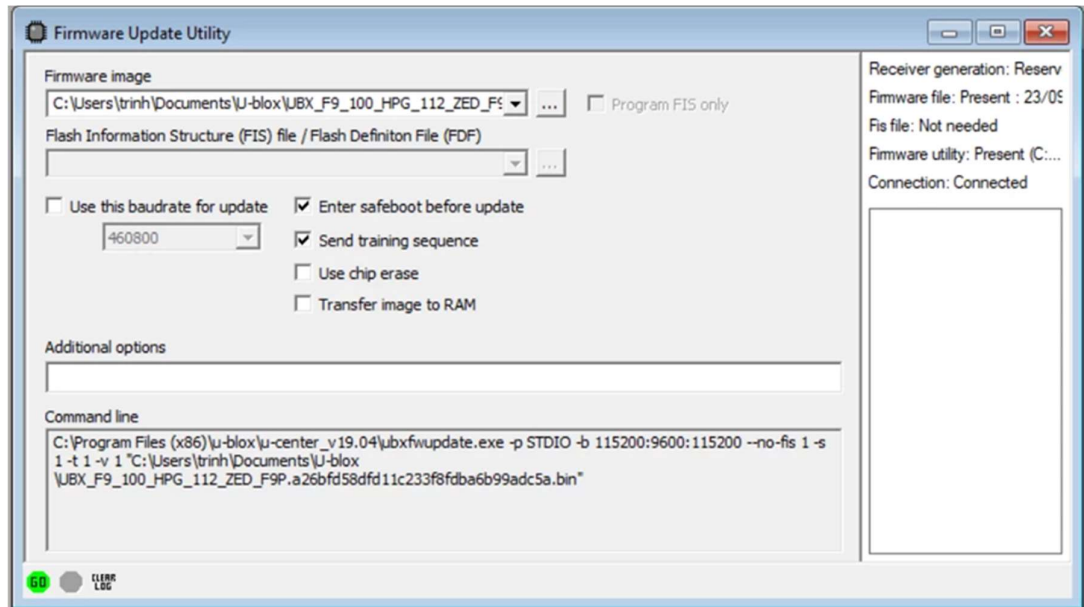 Firmware Update Utility
Firmware image
C:\Users\trinh\Documents\U-blox\UBX_F9_100_HPG_112_ZED_F9 ... Program FIS only
Flash Information Structure (FIS) file / Flash Definiton File (FDF)
...
Use this baudrate for update Enter safeboot before update
460800 Send training sequence
Use chip erase
Transfer image to RAM
Additional options
Command line
C:\Program Files (x86)\u-blox\u-center_v19.04\ubxfwupdate.exe -p STDIO -b 115200:9600:115200 --no-fis 1 -s
1 -t 1 -v 1 "C:\Users\trinh\Documents\U-blox
\UBX_F9_100_HPG_112_ZED_F9P.a26bfd58dfd11c233f8fdba6b99adc5a.bin"
Receiver generation: Reserv
Firmware file: Present : 23/09
Fis file: Not needed
Firmware utility: Present (C:...
Connection: Connected
GO CLEAR
LOG